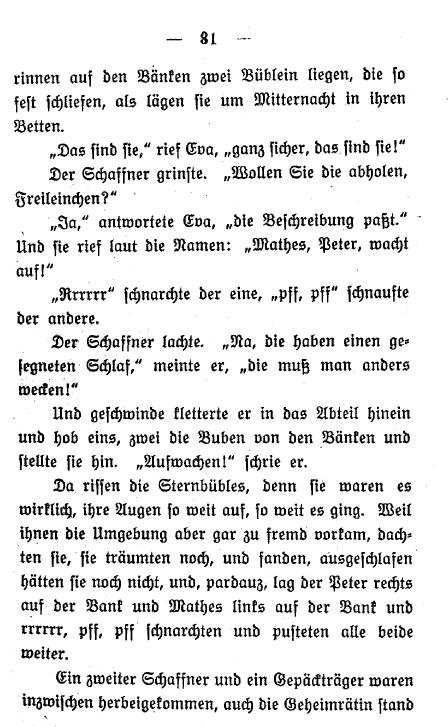 — 31 —
rinnen auf den Bänken zwei Büblein liegen, die so
fest schliefen, als lägen sie um Mitternacht in ihren
Betten.
„Das sind sie,“ rief Eva, „ganz sicher, das sind sie!“
Der Schaffner grinste. „Wollen Sie die abholen,
Freileinchen?“
„Ja,“ antwortete Eva, „die Beschreibung paßt.“
Und sie rief laut die Namen: „Mathes, Peter, wacht
auf!“
„Rrrrrr“ schnarchte der eine, „pff, pff“ schnaufte
der andere.
Der Schaffner lachte. „Na, die haben einen ge-
segneten Schlaf,“ meinte er, „die muß man anders
wecken!“
Und geschwinde kletterte er in das Abteil hinein
und hob eins, zwei die Buben von den Bänken und
stellte sie hin. „Aufwachen!“ schrie er.
Da rissen die Sternbübles, denn sie waren es
wirklich, ihre Augen so weit auf, so weit es ging. Weil
ihnen die Umgebung aber gar zu fremd vorkam, dach-
ten sie, sie träumten noch, und fanden, ausgeschlafen
hätten sie noch nicht, und, pardauz, lag der Peter rechts
auf der Bank und Mathes links auf der Bank und
rrrrrr, pff, pff schnarchten und pusteten alle beide
weiter.
Ein zweiter Schaffner und ein Gepäckträger waren
inzwischen herbeigekommen, auch die Geheimrätin stand